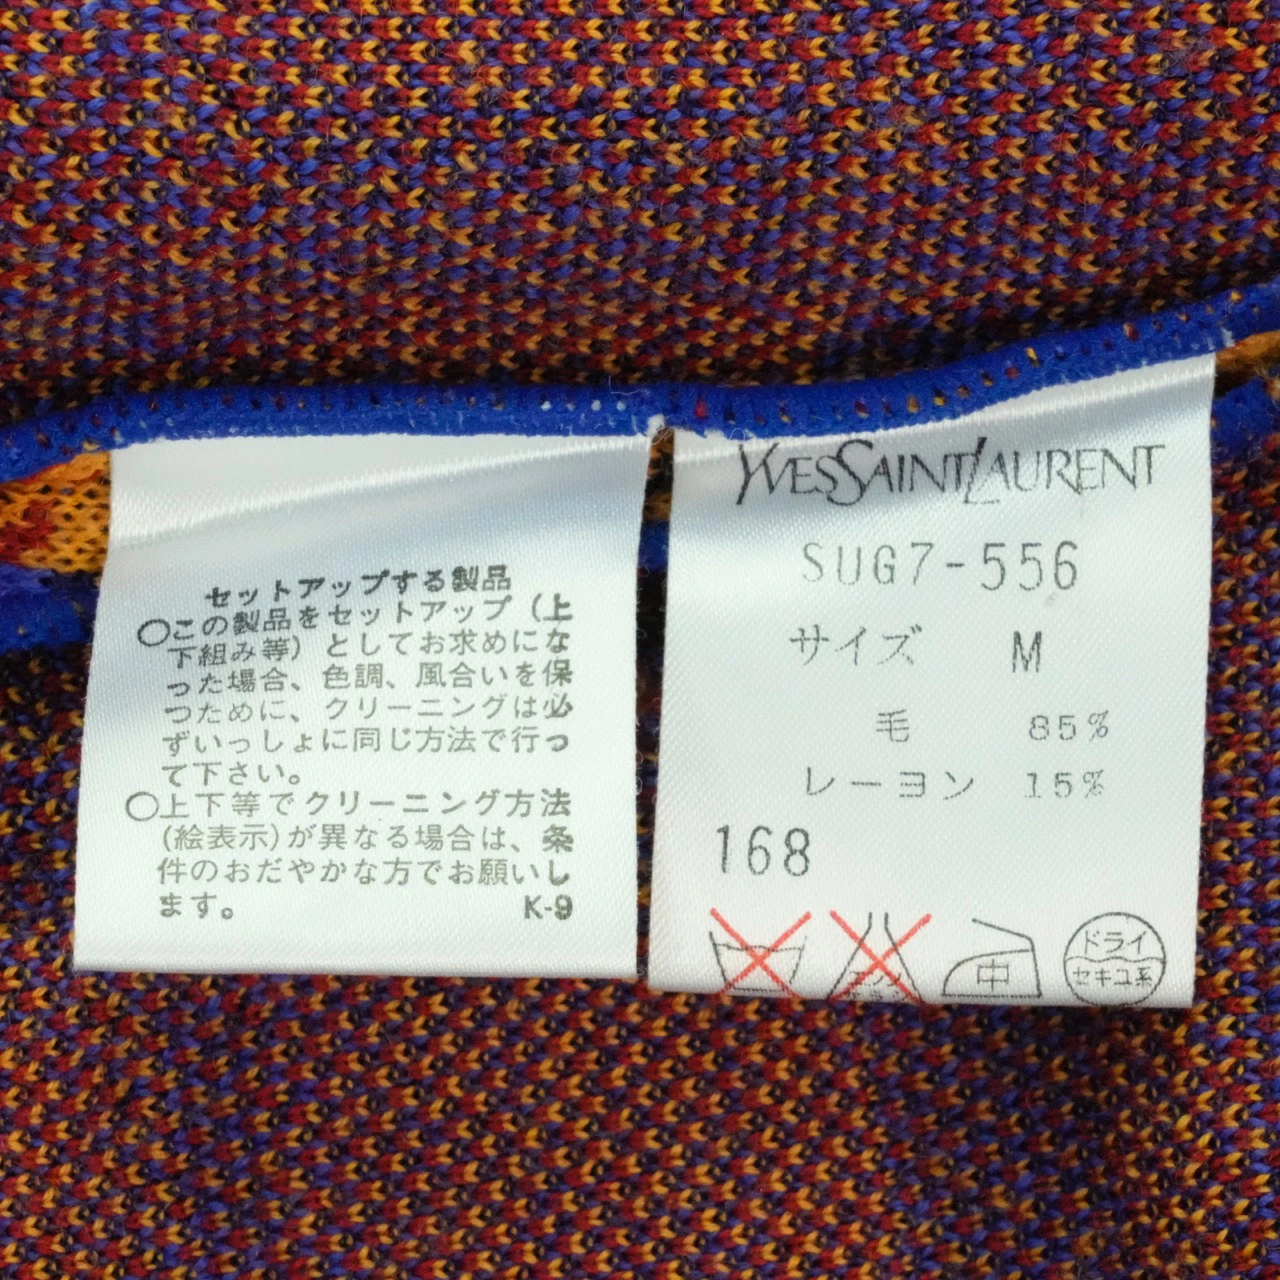 セットアップする製品
○この製品をセットアップ（上
下組み等）としてお求めにな
った場合、色調、風合いを保
つために、クリーニングは必
ずいっしょに同じ方法で行っ
て下さい。
○上下等でクリーニング方法
(絵表示)が異なる場合は、条
件のおだやかな方でお願いし
ます。 K-9
YVES SAINT LAURENT
SUG7-556
サイズ M
毛 85%
レーヨン 15%
168
中
ドライ
セキユ系